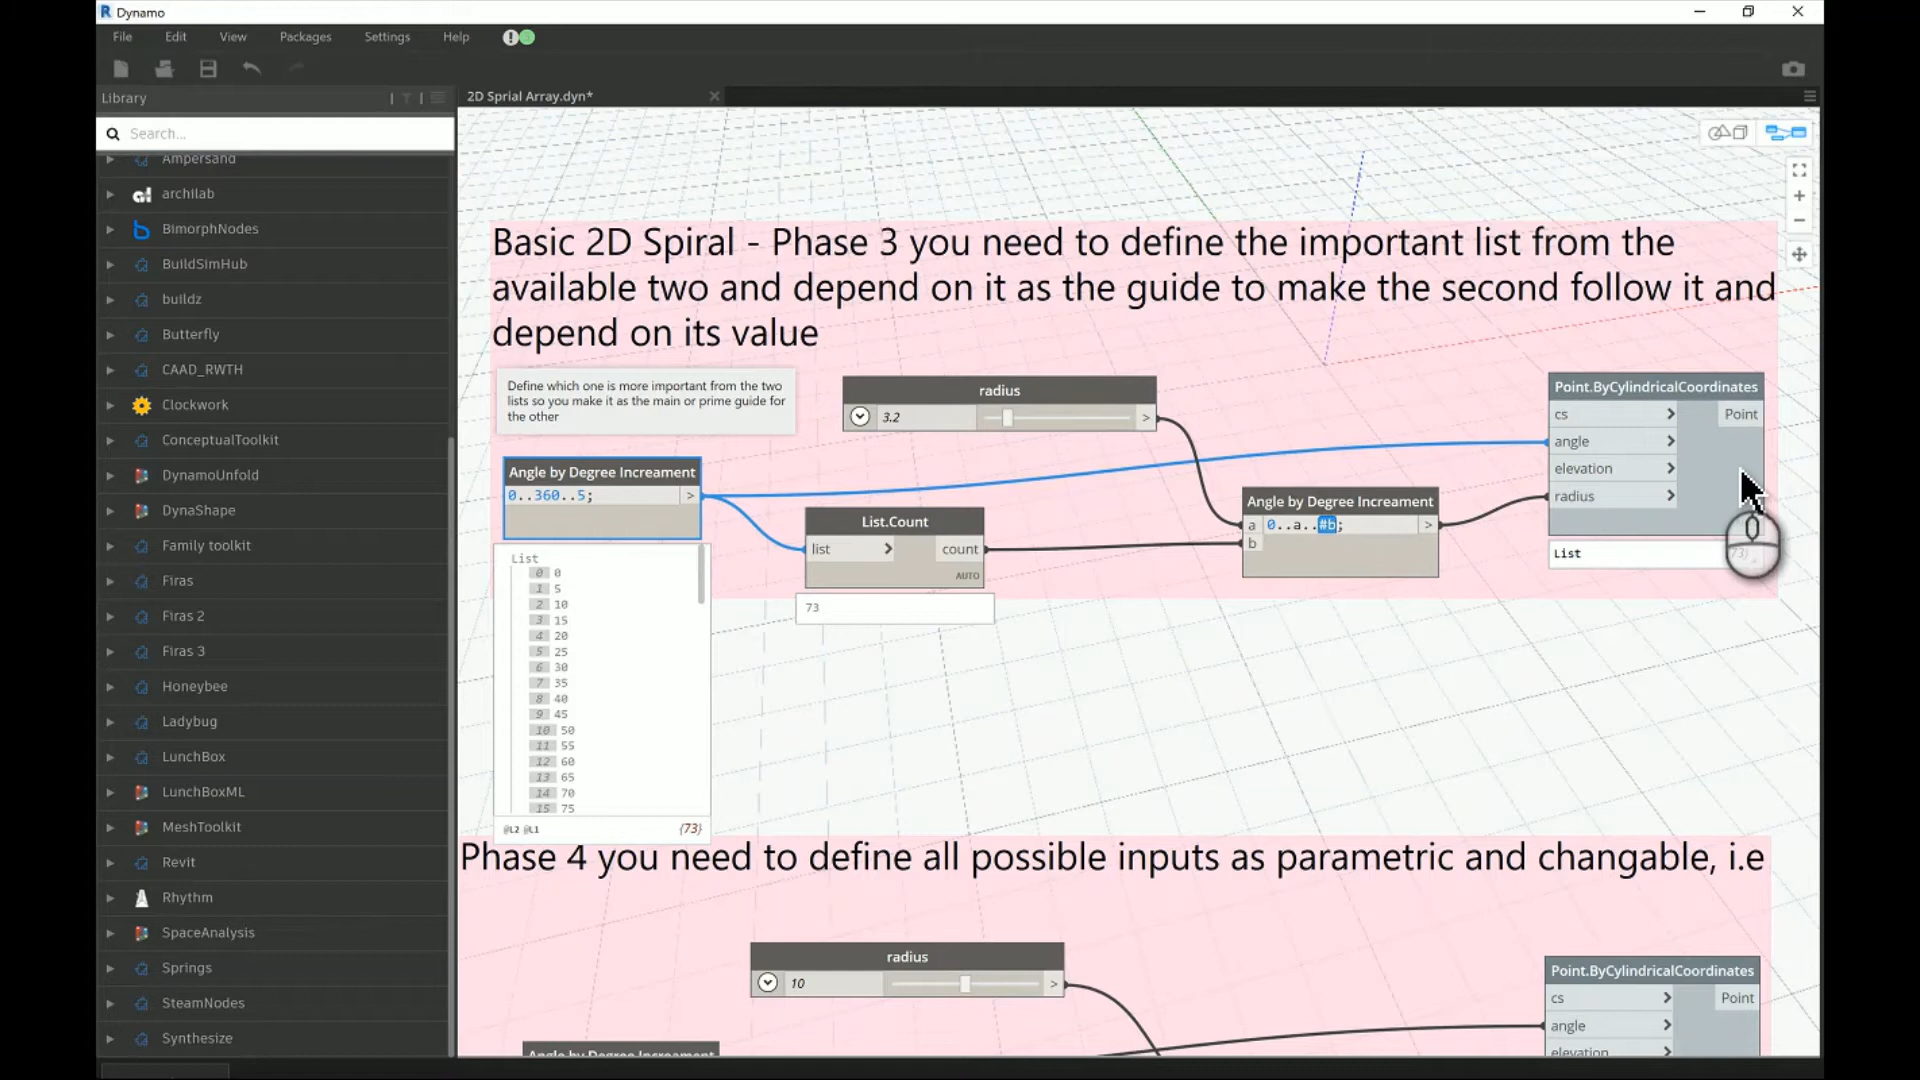 Dynamo
File Edit View Packages Settings Help
Library
2D Sprial Array.dyn*
Search...
Ampersand
archilab
BimorphNodes
BuildSimHub
buildz
Butterfly
CAAD_RWTH
Clockwork
ConceptualToolkit
DynamoUnfold
DynaShape
Family toolkit
Firas
Firas 2
Firas 3
Honeybee
Ladybug
LunchBox
LunchBoxML
MeshToolkit
Revit
Rhythm
SpaceAnalysis
Springs
SteamNodes
Synthesize
Basic 2D Spiral - Phase 3 you need to define the important list from the
available two and depend on it as the guide to make the second follow it and
depend on its value
Define which one is more important from the two
lists so you make it as the main or prime guide for
the other
radius
3.2 >
Angle by Degree Increament
0..360..5; >
List
0 0
1 5
2 10
3 15
4 20
5 25
6 30
7 35
8 40
9 45
10 50
11 55
12 60
13 65
14 70
15 75
@L2 @L1 {73}
List.Count
list > count
AUTO
73
Angle by Degree Increament
a 0..a..#b; >
b
Point.ByCylindricalCoordinates
cs > Point
angle >
elevation >
radius >
List
Phase 4 you need to define all possible inputs as parametric and changable, i.e
radius
10 >
Angle by Degree Increament
Point.ByCylindricalCoordinates
cs > Point
angle >
elevation >